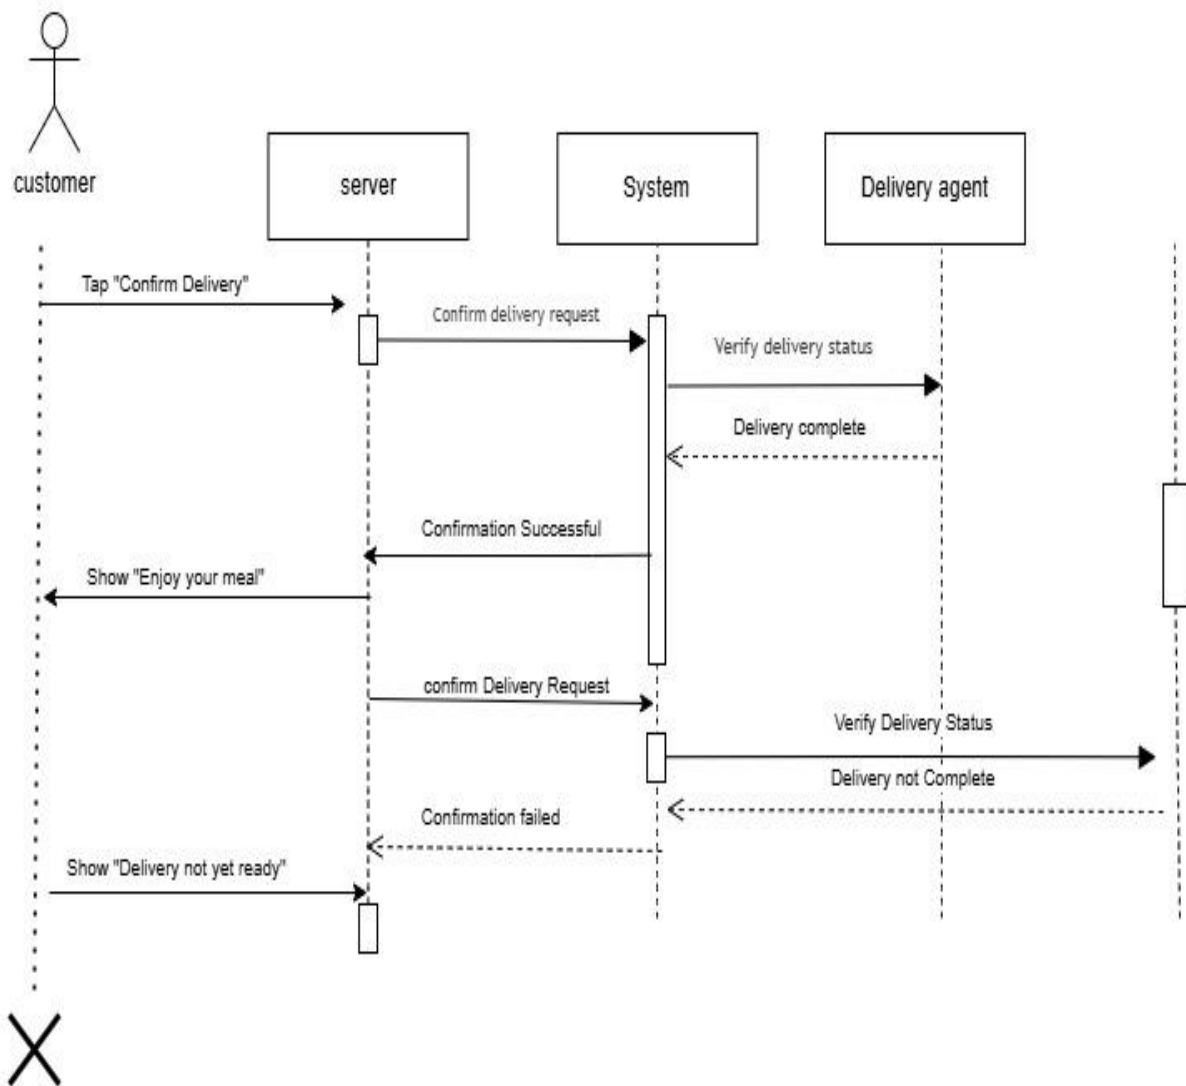 customer
server
System
Delivery agent
Tap "Confirm Delivery"
Confirm delivery request
Verify delivery status
Delivery complete
Confirmation Successful
Show "Enjoy your meal"
confirm Delivery Request
Verify Delivery Status
Delivery not Complete
Confirmation failed
Show "Delivery not yet ready"